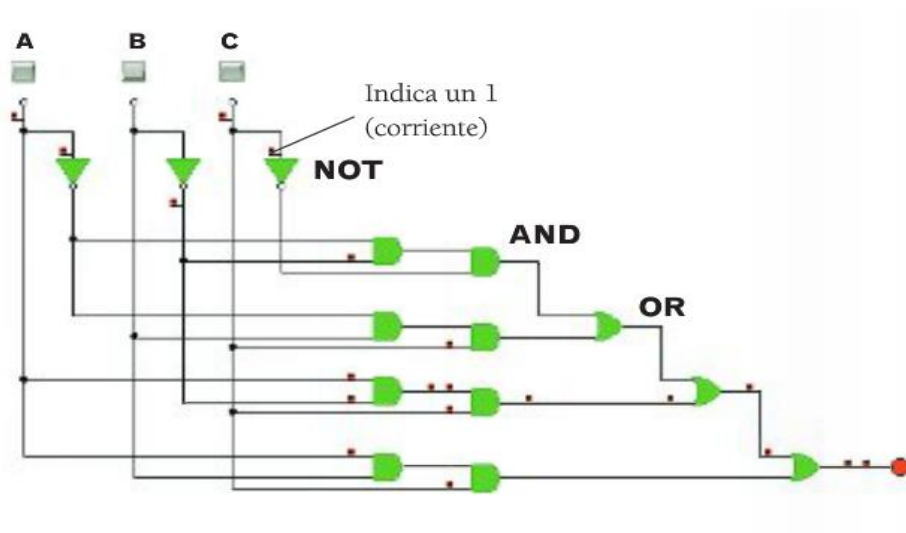 A B C
Indica un 1
(corriente)
NOT
AND
OR